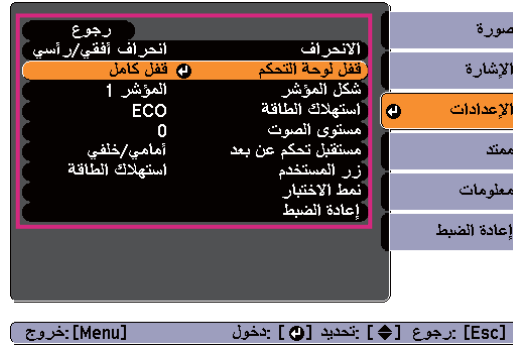 صورة
الإشارة
الإعدادات
ممتد
معلومات
إعادة الضبط
رجوع
الانحراف انحراف أفقي/رأسي
قفل لوحة التحكم قفل كامل
شكل المؤشر المؤشر 1
استهلاك الطاقة ECO
مستوى الصوت 0
مستقبل تحكم عن بعد أمامي/خلفي
زر المستخدم استهلاك الطاقة
نمط الاختبار
إعادة الضبط
[Esc] :رجوع [ ] :تحديد [ ] :دخول [Menu] :خروج